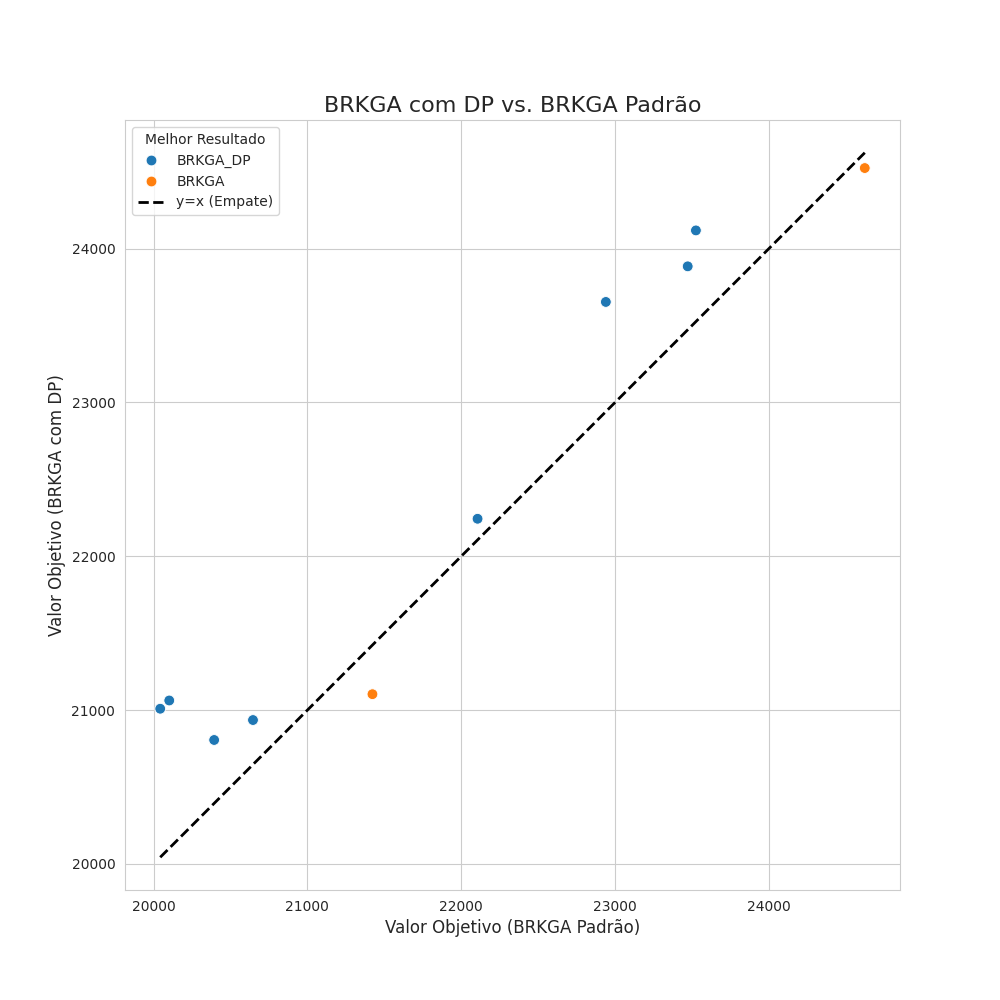 BRKGA com DP vs. BRKGA Padrão
Melhor Resultado
BRKGA_DP
BRKGA
y=x (Empate)
Valor Objetivo (BRKGA com DP)
24000
23000
22000
21000
20000
20000
21000
22000
23000
24000
Valor Objetivo (BRKGA Padrão)